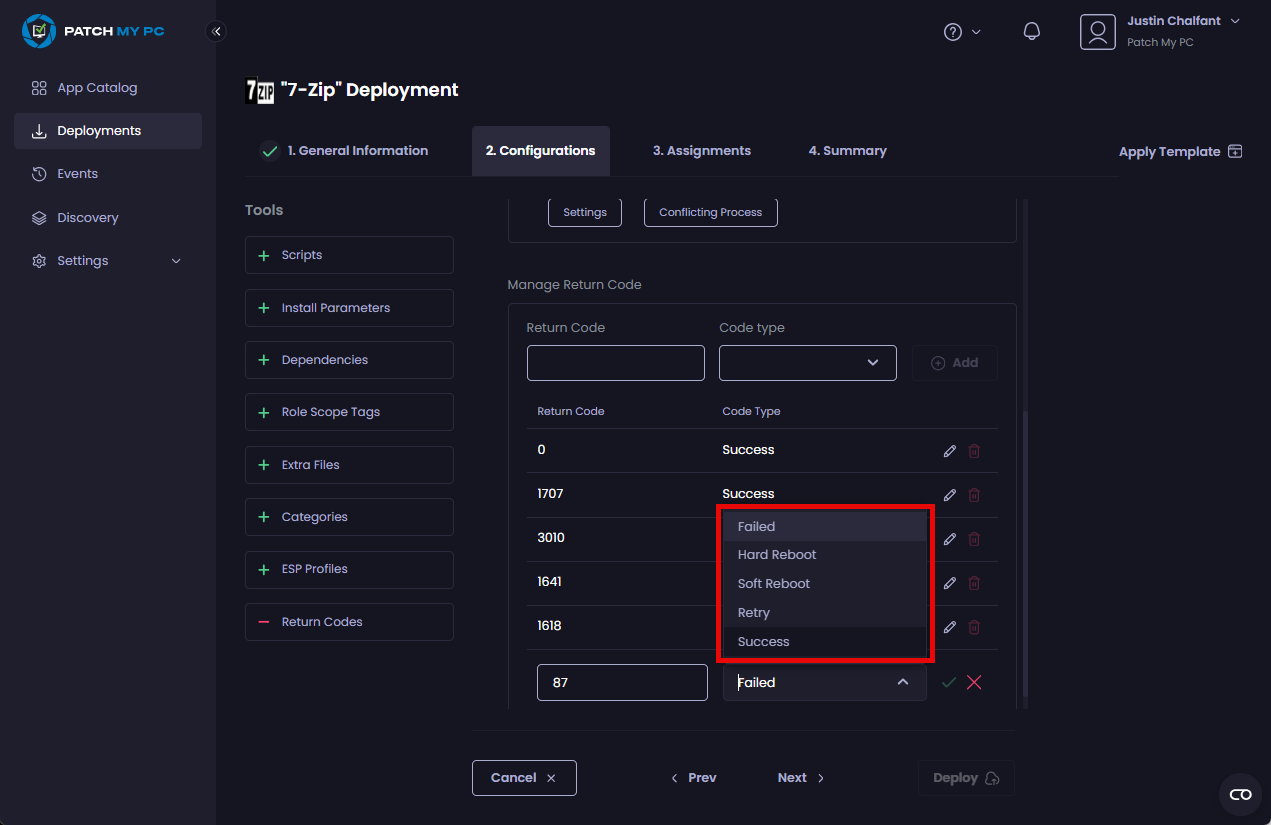 PATCH MY PC
Justin Chalfant
Patch My PC
App Catalog
Deployments
Events
Discovery
Settings
7ZIP "7-Zip" Deployment
1. General Information
2. Configurations
3. Assignments
4. Summary
Apply Template
Tools
Scripts
Install Parameters
Dependencies
Role Scope Tags
Extra Files
Categories
ESP Profiles
Return Codes
Settings
Conflicting Process
Manage Return Code
Return Code
Code type
Add
Return Code
Code Type
0
Success
1707
Success
3010
1641
1618
Failed
Hard Reboot
Soft Reboot
Retry
Success
87
Failed
Cancel
Prev
Next
Deploy